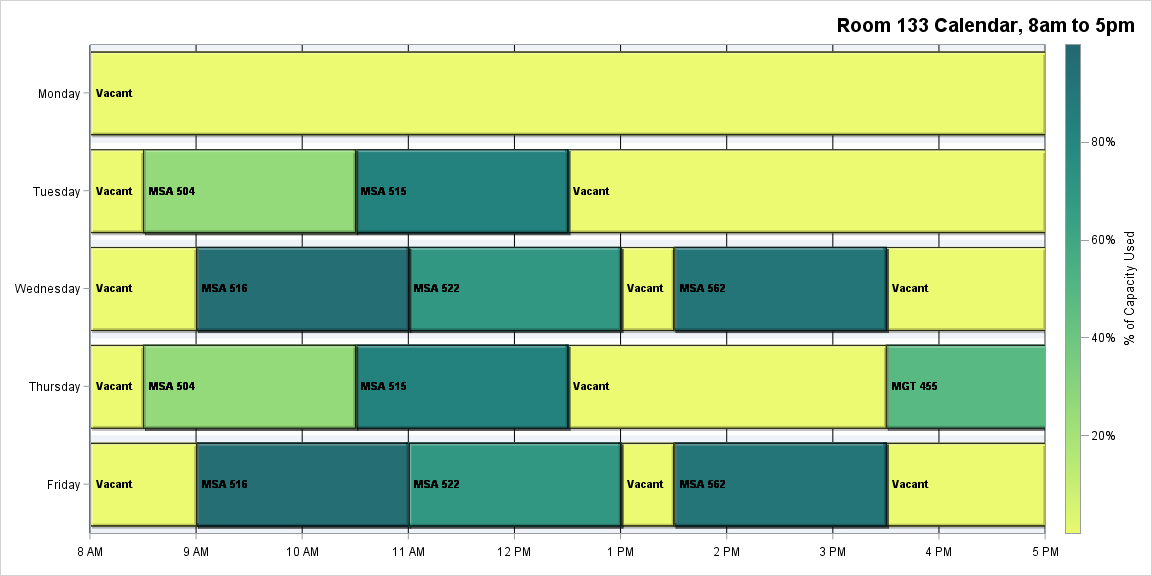 Room 133 Calendar, 8am to 5pm
Monday
Vacant
Tuesday
Vacant
MSA 504
MSA 515
Vacant
Wednesday
Vacant
MSA 516
MSA 522
Vacant
MSA 562
Vacant
Thursday
Vacant
MSA 504
MSA 515
Vacant
MGT 455
Friday
Vacant
MSA 516
MSA 522
Vacant
MSA 562
Vacant
8 AM
9 AM
10 AM
11 AM
12 PM
1 PM
2 PM
3 PM
4 PM
5 PM
80%
60%
40%
20%
% of Capacity Used